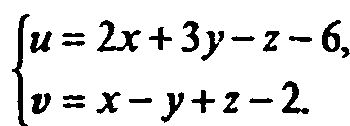 u = 2x + 3y − z − 6,
v = x − y + z − 2.